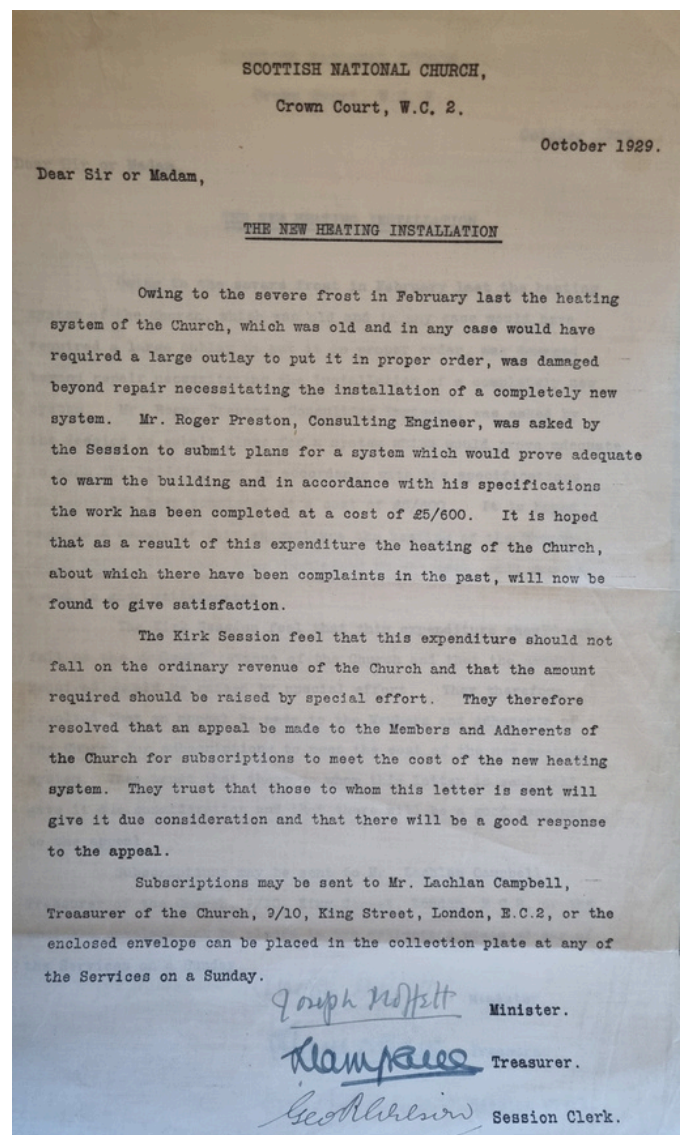 SCOTTISH NATIONAL CHURCH,
Crown Court, W.C. 2.
October 1929.
Dear Sir or Madam,
THE NEW HEATING INSTALLATION
Owing to the severe frost in February last the heating
system of the Church, which was old and in any case would have
required a large outlay to put it in proper order, was damaged
beyond repair necessitating the installation of a completely new
system. Mr. Roger Preston, Consulting Engineer, was asked by
the Session to submit plans for a system which would prove adequate
to warm the building and in accordance with his specifications
the work has been completed at a cost of £5/600. It is hoped
that as a result of this expenditure the heating of the Church,
about which there have been complaints in the past, will now be
found to give satisfaction.
The Kirk Session feel that this expenditure should not
fall on the ordinary revenue of the Church and that the amount
required should be raised by special effort. They therefore
resolved that an appeal be made to the Members and Adherents of
the Church for subscriptions to meet the cost of the new heating
system. They trust that those to whom this letter is sent will
give it due consideration and that there will be a good response
to the appeal.
Subscriptions may be sent to Mr. Lachlan Campbell,
Treasurer of the Church, 9/10, King Street, London, E.C.2, or the
enclosed envelope can be placed in the collection plate at any of
the Services on a Sunday.
Joseph Moffett Minister.
Treasurer.
Session Clerk.